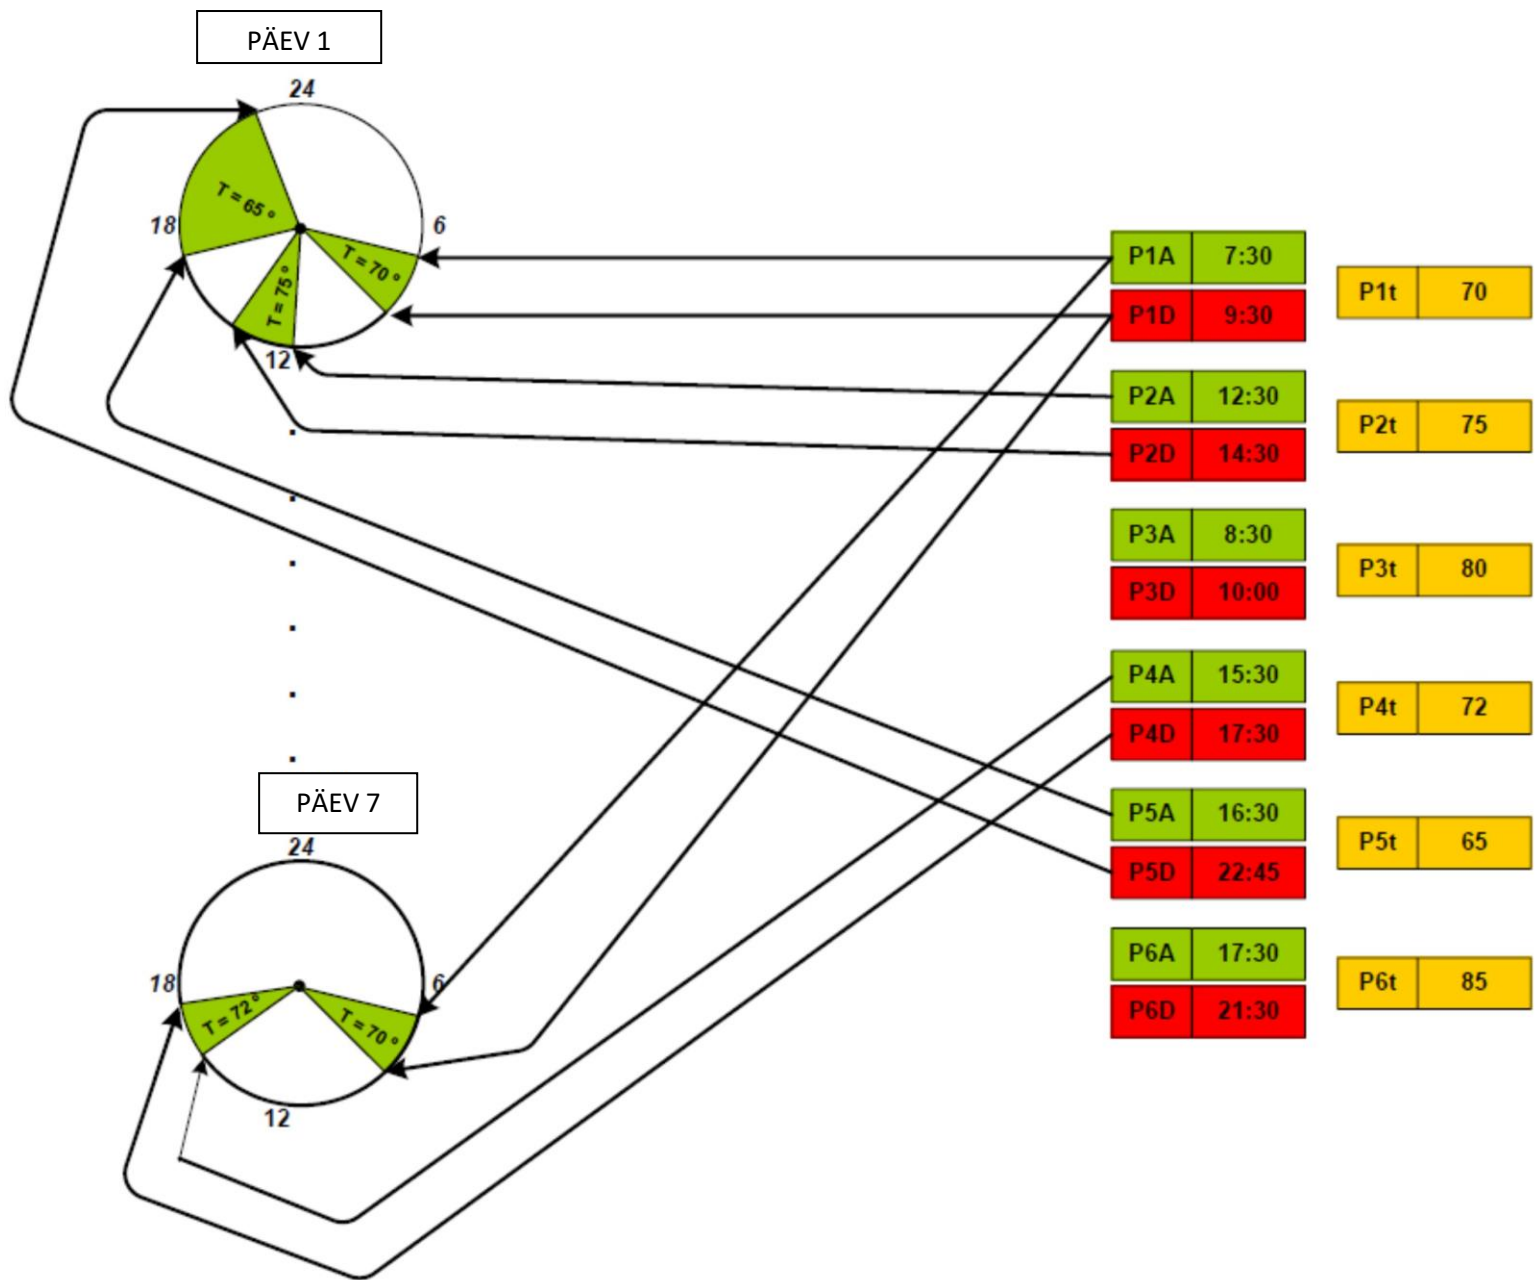 PÄEV 1
24
18
6
12
T = 65 º
T = 75 º
T = 70 º
P1A 7:30
P1D 9:30
P1t 70
P2A 12:30
P2D 14:30
P2t 75
P3A 8:30
P3D 10:00
P3t 80
P4A 15:30
P4D 17:30
P4t 72
P5A 16:30
P5D 22:45
P5t 65
P6A 17:30
P6D 21:30
P6t 85
PÄEV 7
24
18
6
12
T = 72 º
T = 70 º